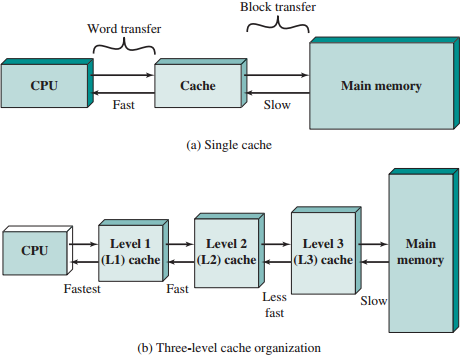 Block transfer
Word transfer
CPU
Cache
Main memory
Fast
Slow
(a) Single cache
CPU
Level 1
(L1) cache
Level 2
(L2) cache
Level 3
(L3) cache
Main
memory
Fastest
Fast
Less
fast
Slow
(b) Three-level cache organization